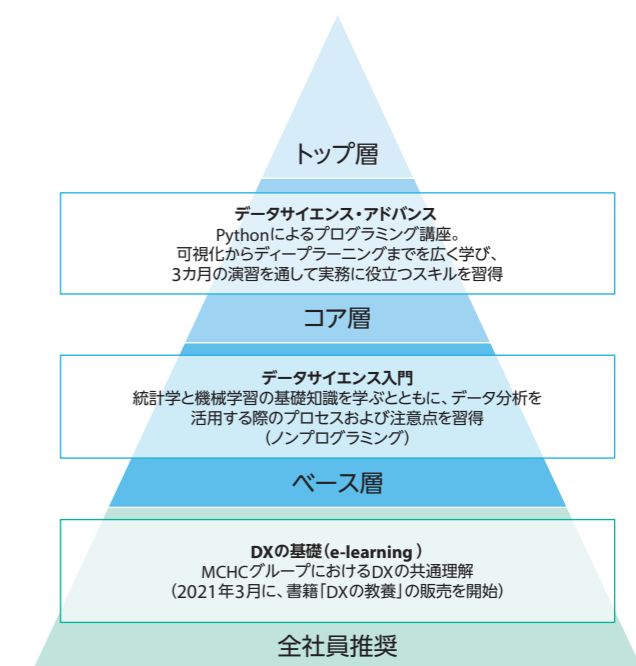 トップ層
データサイエンス・アドバンス
Pythonによるプログラミング講座。
可視化からディープラーニングまでを広く学び、
3カ月の演習を通して実務に役立つスキルを習得
コア層
データサイエンス入門
統計学と機械学習の基礎知識を学ぶとともに、データ分析を
活用する際のプロセスおよび注意点を習得
(ノンプログラミング)
ベース層
DXの基礎(e-learning)
MCHCグループにおけるDXの共通理解
(2021年3月に、書籍「DXの教養」の販売を開始)
全社員推奨